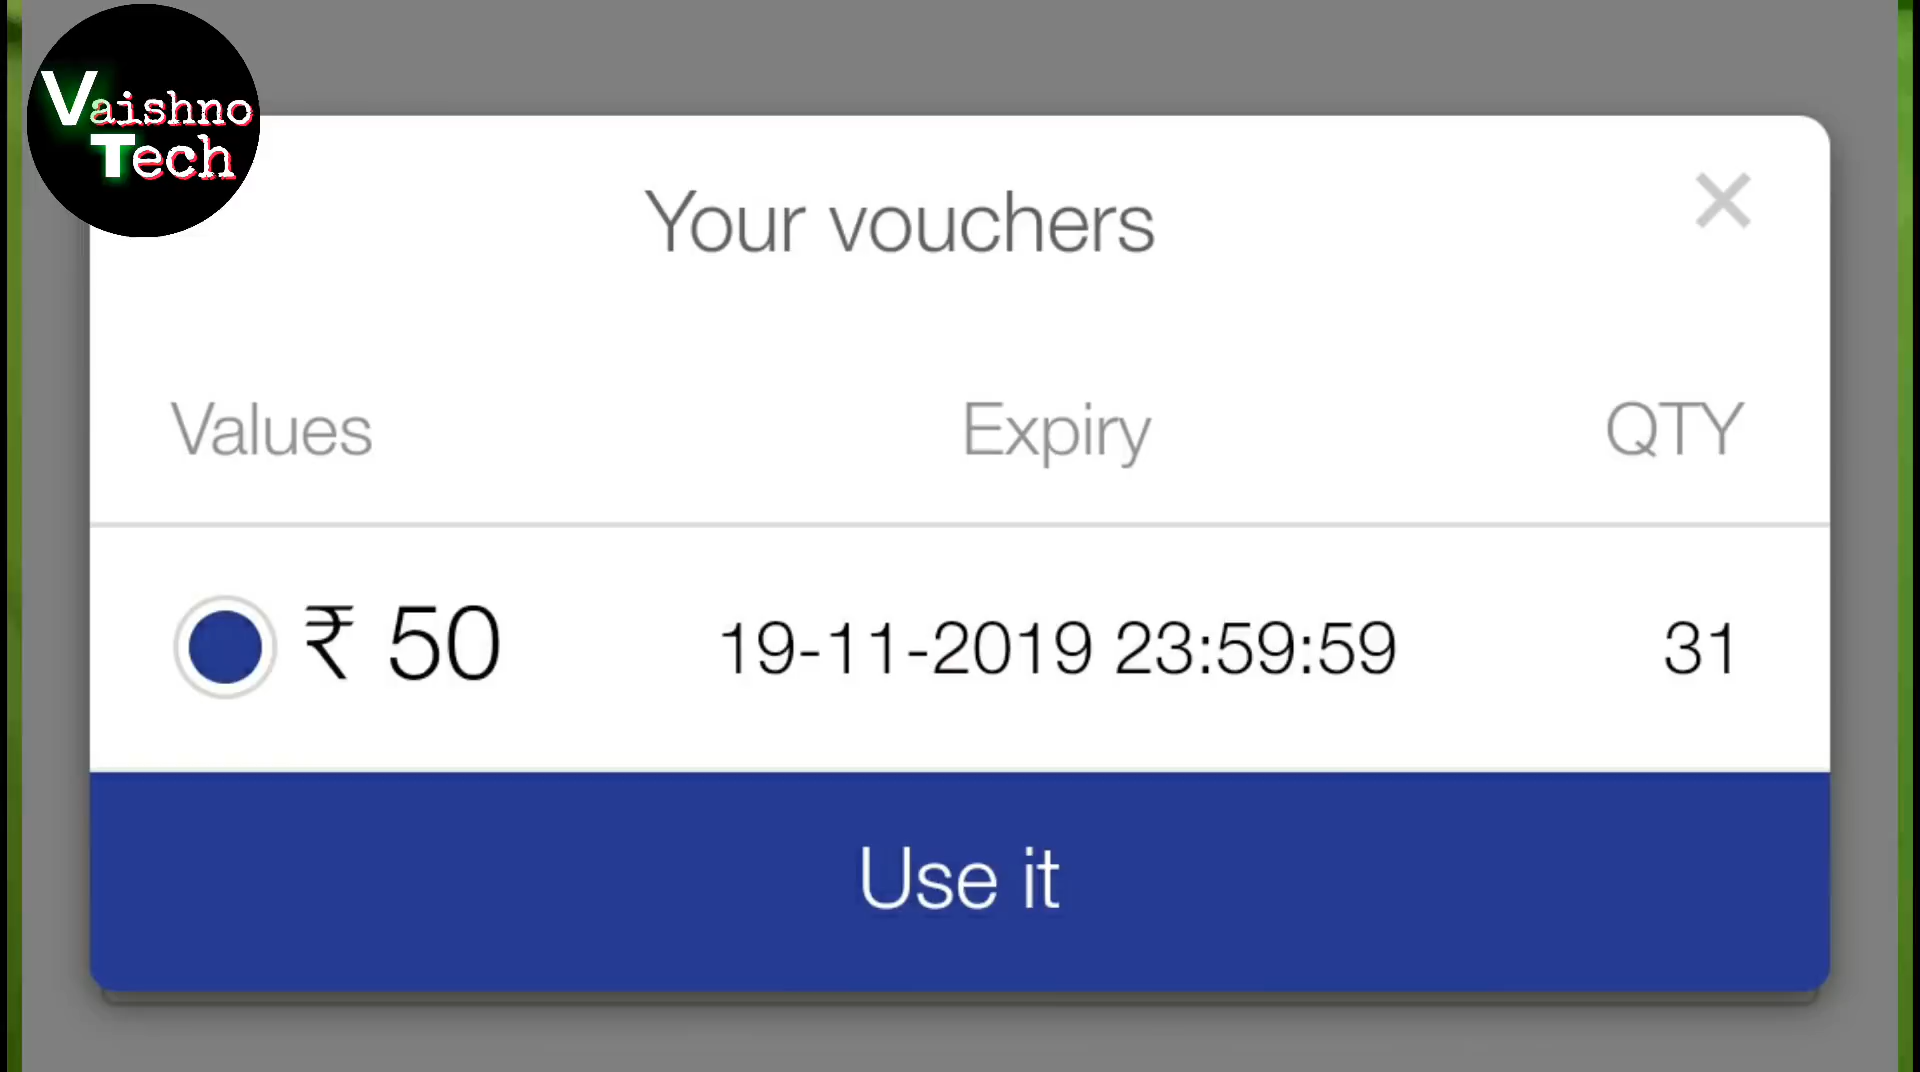 Vaishno
Tech
Your vouchers
Values Expiry QTY
₹ 50 19-11-2019 23:59:59 31
Use it